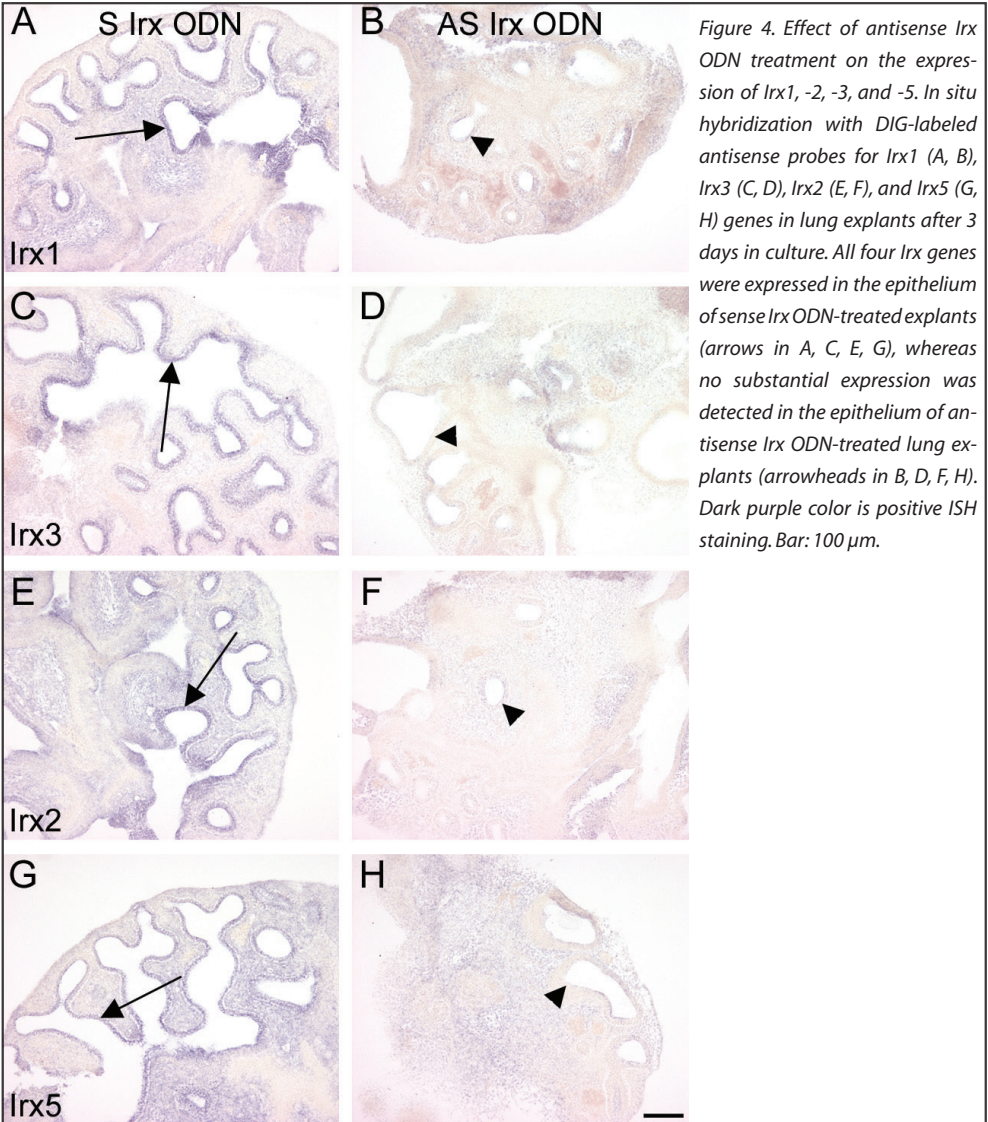 A S Irx ODN
B AS Irx ODN
Irx1
C
D
Irx3
E
F
Irx2
G
H
Irx5
Figure 4. Effect of antisense Irx
ODN treatment on the expres-
sion of Irx1, -2, -3, and -5. In situ
hybridization with DIG-labeled
antisense probes for Irx1 (A, B),
Irx3 (C, D), Irx2 (E, F), and Irx5 (G,
H) genes in lung explants after 3
days in culture. All four Irx genes
were expressed in the epithelium
of sense Irx ODN-treated explants
(arrows in A, C, E, G), whereas
no substantial expression was
detected in the epithelium of an-
tisense Irx ODN-treated lung ex-
plants (arrowheads in B, D, F, H).
Dark purple color is positive ISH
staining. Bar: 100 μm.